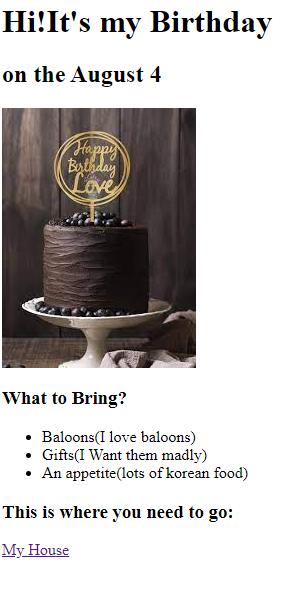 Hi!It's my Birthday
on the August 4
Happy
Birthday
Love
What to Bring?
Baloons(I love baloons)
Gifts(I Want them madly)
An appetite(lots of korean food)
This is where you need to go:
My House